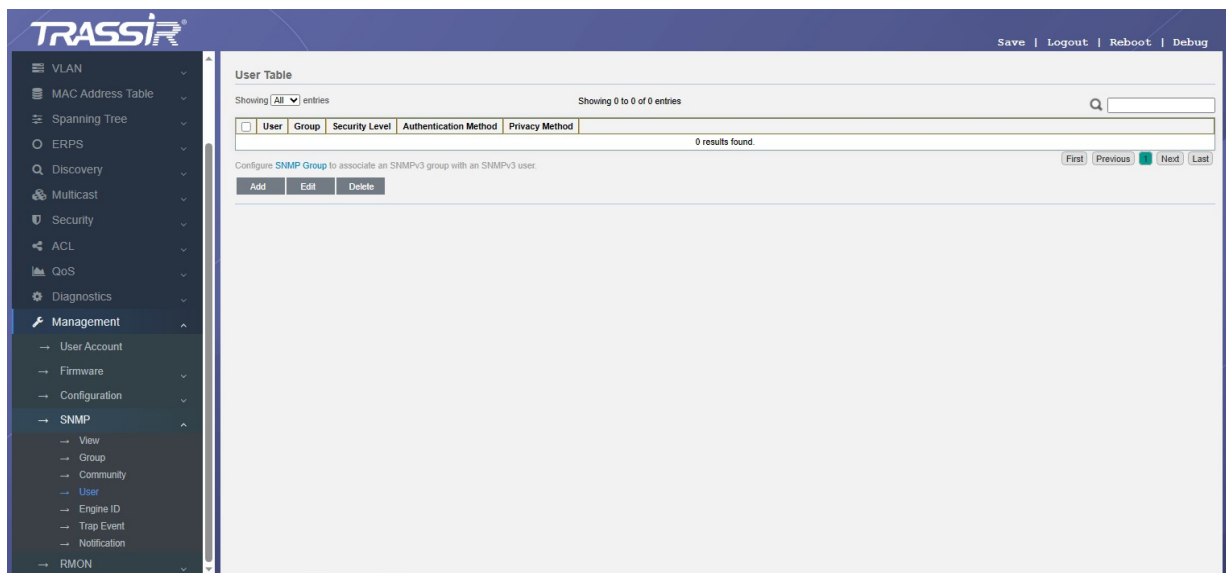 TRASSIR
Save | Logout | Reboot | Debug
VLAN
MAC Address Table
Spanning Tree
ERPS
Discovery
Multicast
Security
ACL
QoS
Diagnostics
Management
→ User Account
→ Firmware
→ Configuration
→ SNMP
→ View
→ Group
→ Community
→ User
→ Engine ID
→ Trap Event
→ Notification
→ RMON
User Table
Showing All entries
Showing 0 to 0 of 0 entries
User Group Security Level Authentication Method Privacy Method
0 results found.
First Previous 1 Next Last
Configure SNMP Group to associate an SNMPv3 group with an SNMPv3 user.
Add Edit Delete